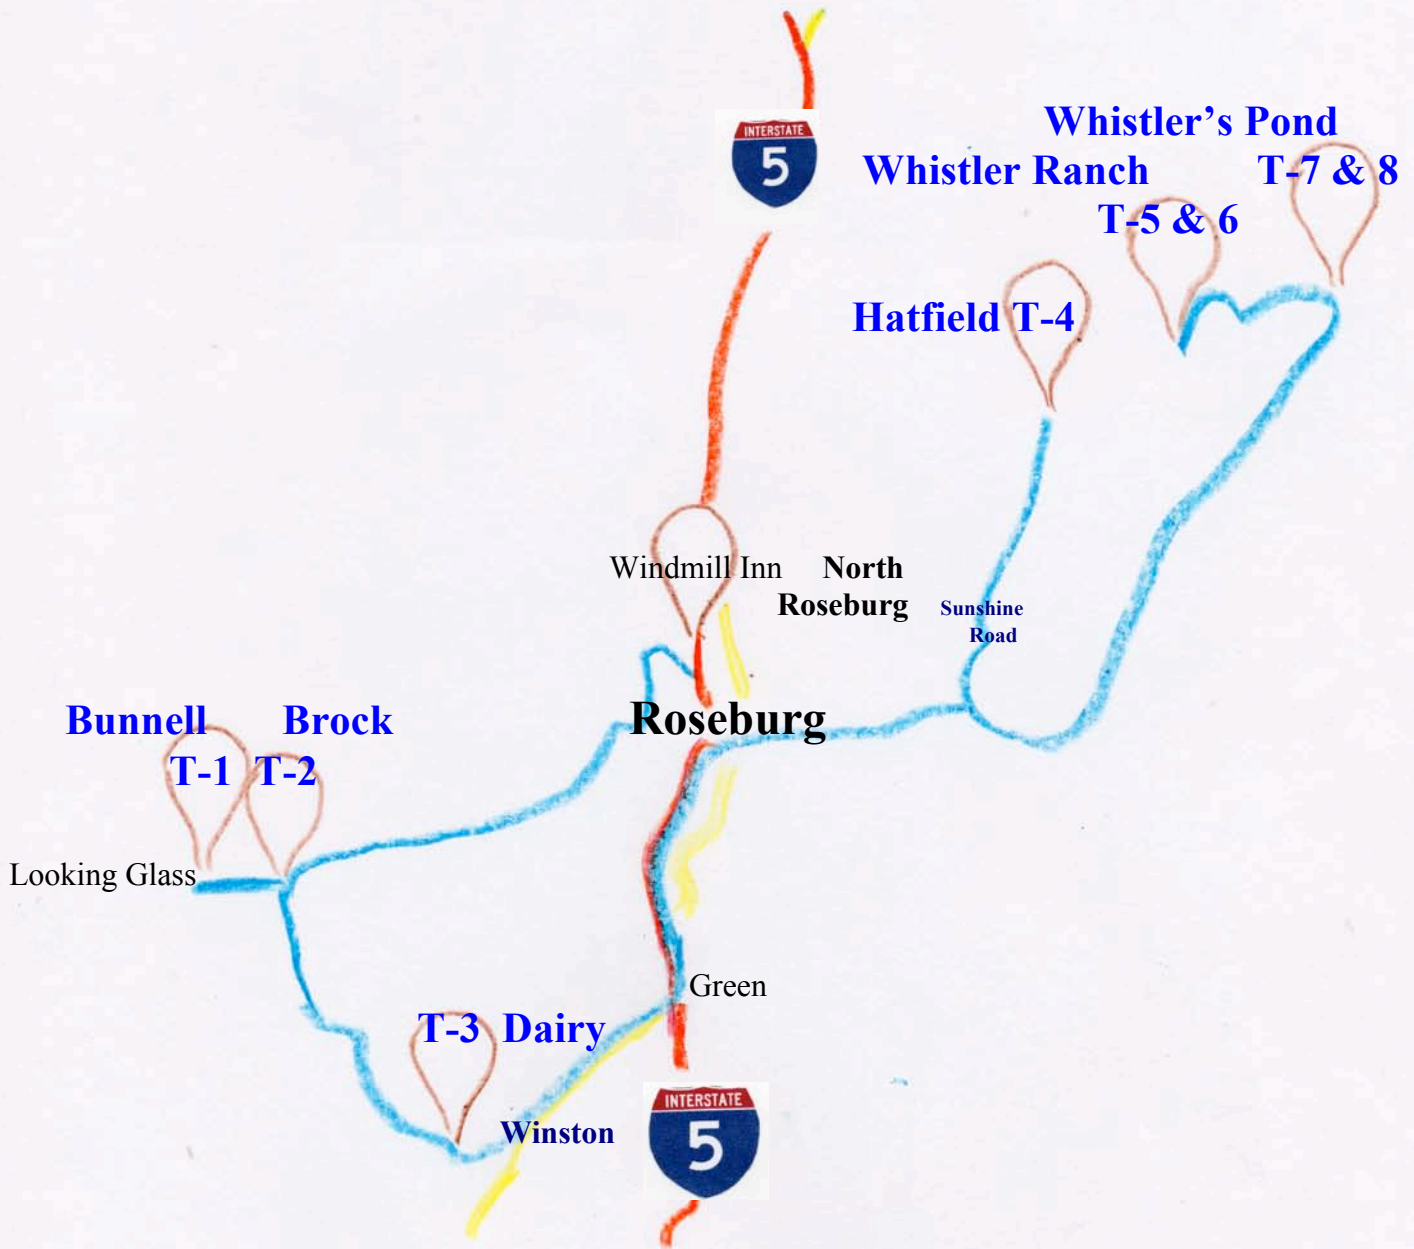 INTERSTATE
5
Whistler's Pond
Whistler Ranch T-7 & 8
T-5 & 6
Hatfield T-4
Windmill Inn North
Roseburg Sunshine
Road
Roseburg
Bunnell Brock
T-1 T-2
Looking Glass
Green
T-3 Dairy
Winston
INTERSTATE
5